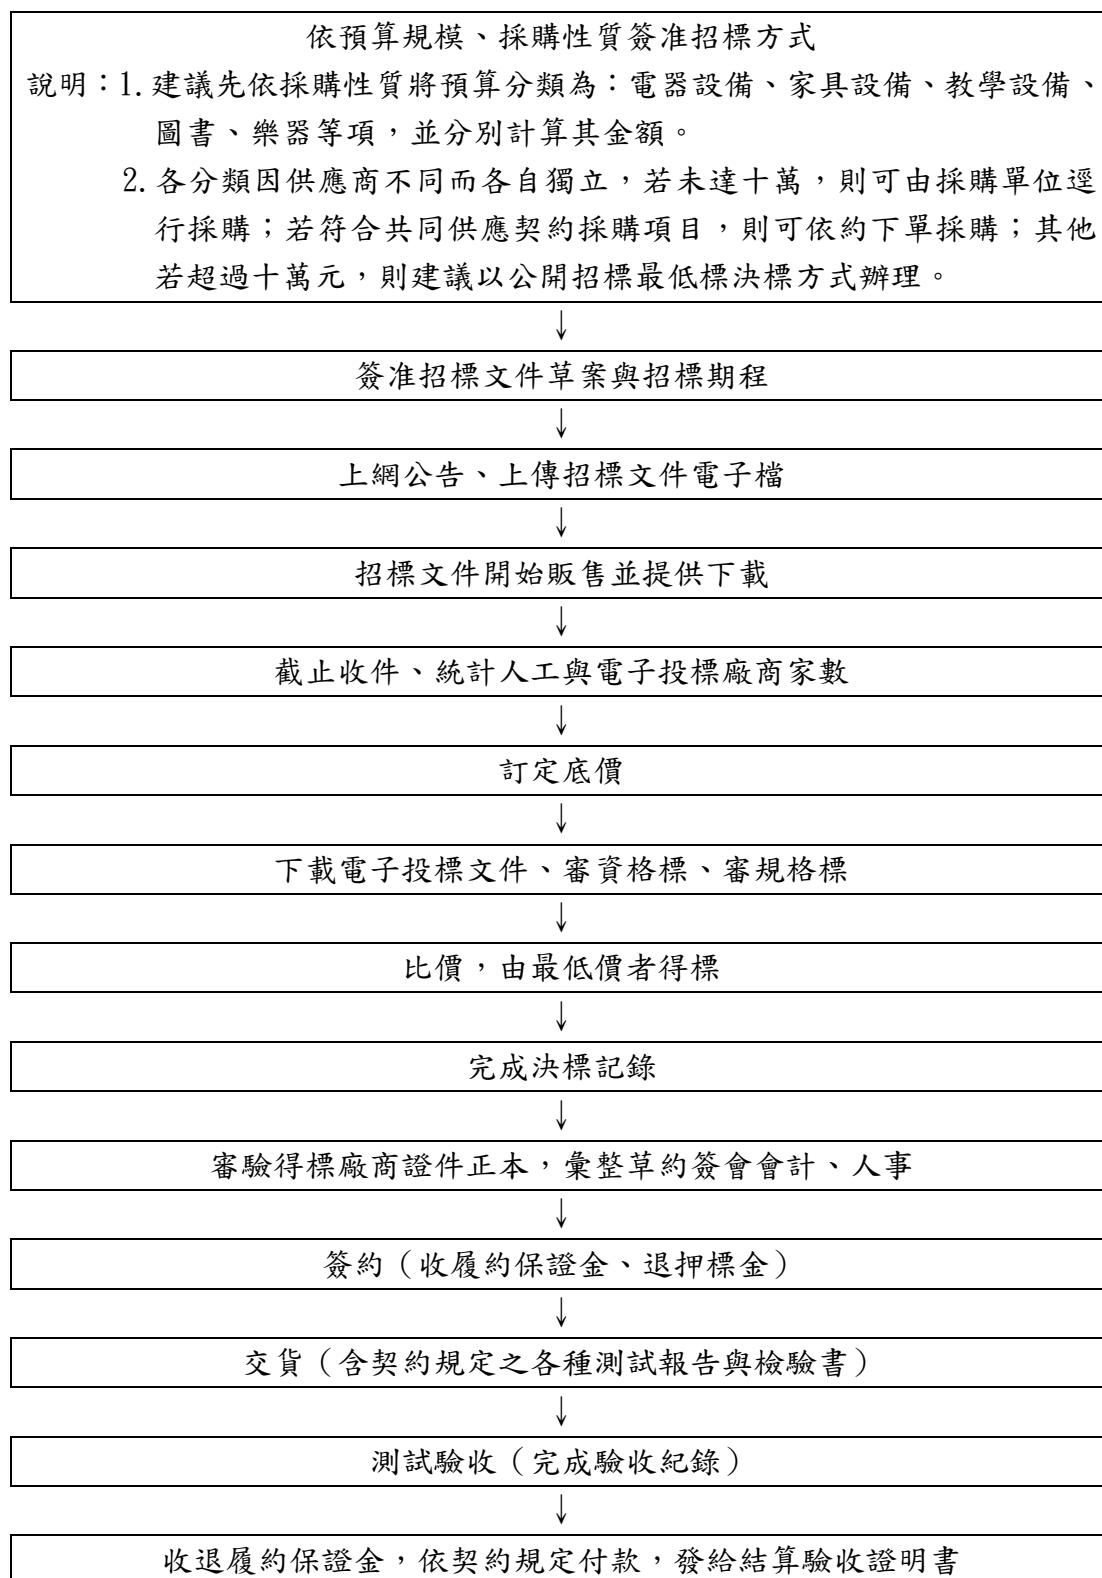 依預算規模、採購性質簽准招標方式
說明：1.建議先依採購性質將預算分類為：電器設備、家具設備、教學設備、
圖書、樂器等項，並分別計算其金額。
2.各分類因供應商不同而各自獨立，若未達十萬，則可由採購單位逕
行採購；若符合共同供應契約採購項目，則可依約下單採購；其他
若超過十萬元，則建議以公開招標最低標決標方式辦理。
↓
簽准招標文件草案與招標期程
↓
上網公告、上傳招標文件電子檔
↓
招標文件開始販售並提供下載
↓
截止收件、統計人工與電子投標廠商家數
↓
訂定底價
↓
下載電子投標文件、審資格標、審規格標
↓
比價，由最低價者得標
↓
完成決標記錄
↓
審驗得標廠商證件正本，彙整草約簽會會計、人事
↓
簽約（收履約保證金、退押標金）
↓
交貨（含契約規定之各種測試報告與檢驗書）
↓
測試驗收（完成驗收紀錄）
↓
收退履約保證金，依契約規定付款，發給結算驗收證明書